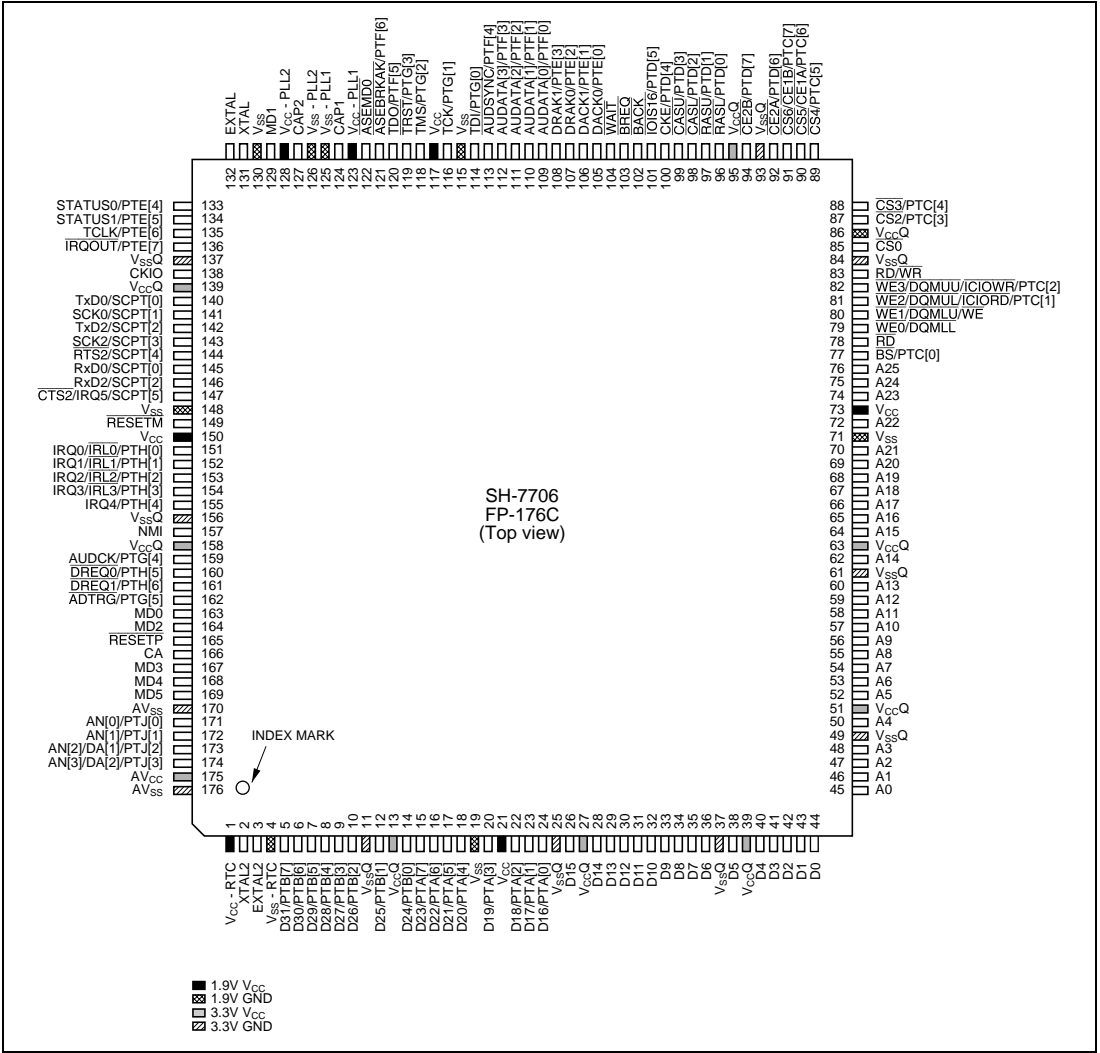 EXTAL
XTAL
VSS
MD1
VCC - PLL2
CAP2
VSS - PLL2
VSS - PLL1
CAP1
VCC - PLL1
ASEMD0
ASEBRKAK/PTF[6]
TDO/PTF[5]
TRST/PTG[3]
TMS/PTG[2]
VCC
TCK/PTG[1]
VSS
TDI/PTG[0]
AUDSYNC/PTF[4]
AUDATA[3]/PTF[3]
AUDATA[2]/PTF[2]
AUDATA[1]/PTF[1]
AUDATA[0]/PTF[0]
DRAK1/PTE[3]
DRAK0/PTE[2]
DACK1/PTE[1]
DACK0/PTE[0]
WAIT
BREQ
BACK
IOIS16/PTD[5]
CKE/PTD[4]
CASU/PTD[3]
CASL/PTD[2]
RASU/PTD[1]
RASL/PTD[0]
VCCQ
CE2B/PTD[7]
VSSQ
CE2A/PTD[6]
CS6/CE1B/PTC[7]
CS5/CE1A/PTC[6]
CS4/PTC[5]
132
131
130
129
128
127
126
125
124
123
122
121
120
119
118
117
116
115
114
113
112
111
110
109
108
107
106
105
104
103
102
101
100
99
98
97
96
95
94
93
92
91
90
89
STATUS0/PTE[4] 133
STATUS1/PTE[5] 134
TCLK/PTE[6] 135
IRQOUT/PTE[7] 136
VSSQ 137
CKIO 138
VCCQ 139
TxD0/SCPT[0] 140
SCK0/SCPT[1] 141
TxD2/SCPT[2] 142
SCK2/SCPT[3] 143
RTS2/SCPT[4] 144
RxD0/SCPT[0] 145
RxD2/SCPT[2] 146
CTS2/IRQ5/SCPT[5] 147
VSS 148
RESETM 149
VCC 150
IRQ0/IRL0/PTH[0] 151
IRQ1/IRL1/PTH[1] 152
IRQ2/IRL2/PTH[2] 153
IRQ3/IRL3/PTH[3] 154
IRQ4/PTH[4] 155
VSSQ 156
NMI 157
VCCQ 158
AUDCK/PTG[4] 159
DREQ0/PTH[5] 160
DREQ1/PTH[6] 161
ADTRG/PTG[5] 162
MD0 163
MD2 164
RESETP 165
CA 166
MD3 167
MD4 168
MD5 169
AVSS 170
AN[0]/PTJ[0] 171
AN[1]/PTJ[1] 172
AN[2]/DA[1]/PTJ[2] 173
AN[3]/DA[2]/PTJ[3] 174
AVCC 175
AVSS 176
SH-7706
FP-176C
(Top view)
INDEX MARK
88 CS3/PTC[4]
87 CS2/PTC[3]
86 VCCQ
85 CS0
84 VSSQ
83 RD/WR
82 WE3/DQMUU/ICIOWR/PTC[2]
81 WE2/DQMUL/ICIORD/PTC[1]
80 WE1/DQMLU/WE
79 WE0/DQMLL
78 RD
77 BS/PTC[0]
76 A25
75 A24
74 A23
73 VCC
72 A22
71 VSS
70 A21
69 A20
68 A19
67 A18
66 A17
65 A16
64 A15
63 VCCQ
62 A14
61 VSSQ
60 A13
59 A12
58 A11
57 A10
56 A9
55 A8
54 A7
53 A6
52 A5
51 VCCQ
50 A4
49 VSSQ
48 A3
47 A2
46 A1
45 A0
1
2
3
4
5
6
7
8
9
10
11
12
13
14
15
16
17
18
19
20
21
22
23
24
25
26
27
28
29
30
31
32
33
34
35
36
37
38
39
40
41
42
43
44
VCC - RTC
XTAL2
EXTAL2
VSS - RTC
D31/PTB[7]
D30/PTB[6]
D29/PTB[5]
D28/PTB[4]
D27/PTB[3]
D26/PTB[2]
VSSQ
D25/PTB[1]
VCCQ
D24/PTB[0]
D23/PTA[7]
D22/PTA[6]
D21/PTA[5]
D20/PTA[4]
VSS
D19/PTA[3]
VCC
D18/PTA[2]
D17/PTA[1]
D16/PTA[0]
VSSQ
D15
VCCQ
D14
D13
D12
D11
D10
D9
D8
D7
D6
VSSQ
D5
VCCQ
D4
D3
D2
D1
D0
1.9V VCC
1.9V GND
3.3V VCC
3.3V GND